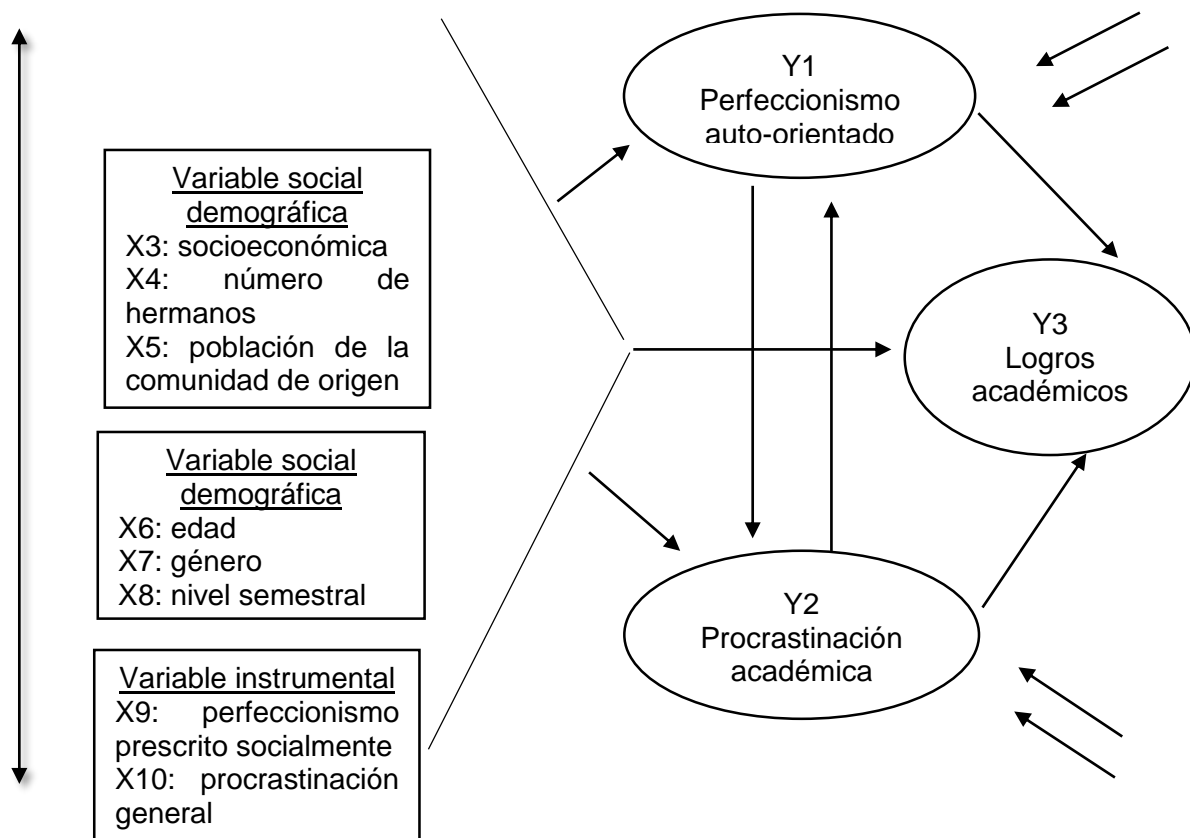 Variable social
demográfica
X3: socioeconómica
X4: número de
hermanos
X5: población de la
comunidad de origen
Variable social
demográfica
X6: edad
X7: género
X8: nivel semestral
Variable instrumental
X9: perfeccionismo
prescrito socialmente
X10: procrastinación
general
Y1
Perfeccionismo
auto-orientado
Y3
Logros
académicos
Y2
Procrastinación
académica